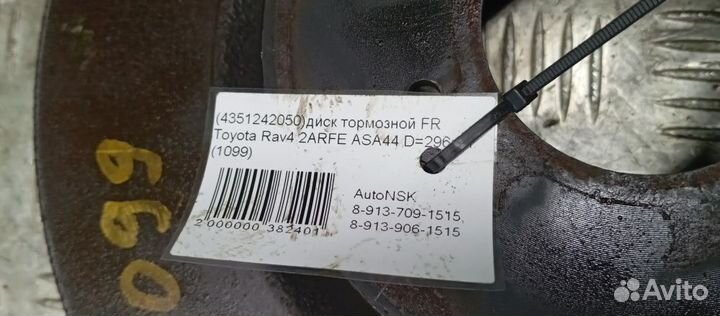 (4351242050)диск тормозной FR
Toyota Rav4 2ARFE ASA44 D=296
(1099)
AutoNSK
8-913-709-1515,
8-913-906-1515
2 000000 382401
099
Avito